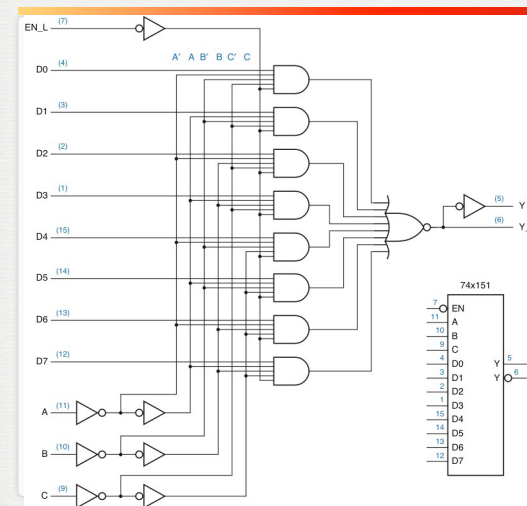 EN_L (7)
A' A B' B C' C
D0 (4)
D1 (3)
D2 (2)
D3 (1)
D4 (15)
D5 (14)
D6 (13)
D7 (12)
A (11)
B (10)
C (9)
(5) Y
(6) Y_
74x151
7 EN
11 A
10 B
9 C
4 D0 Y 5
3 D1 Y 6
2 D2
1 D3
15 D4
14 D5
13 D6
12 D7